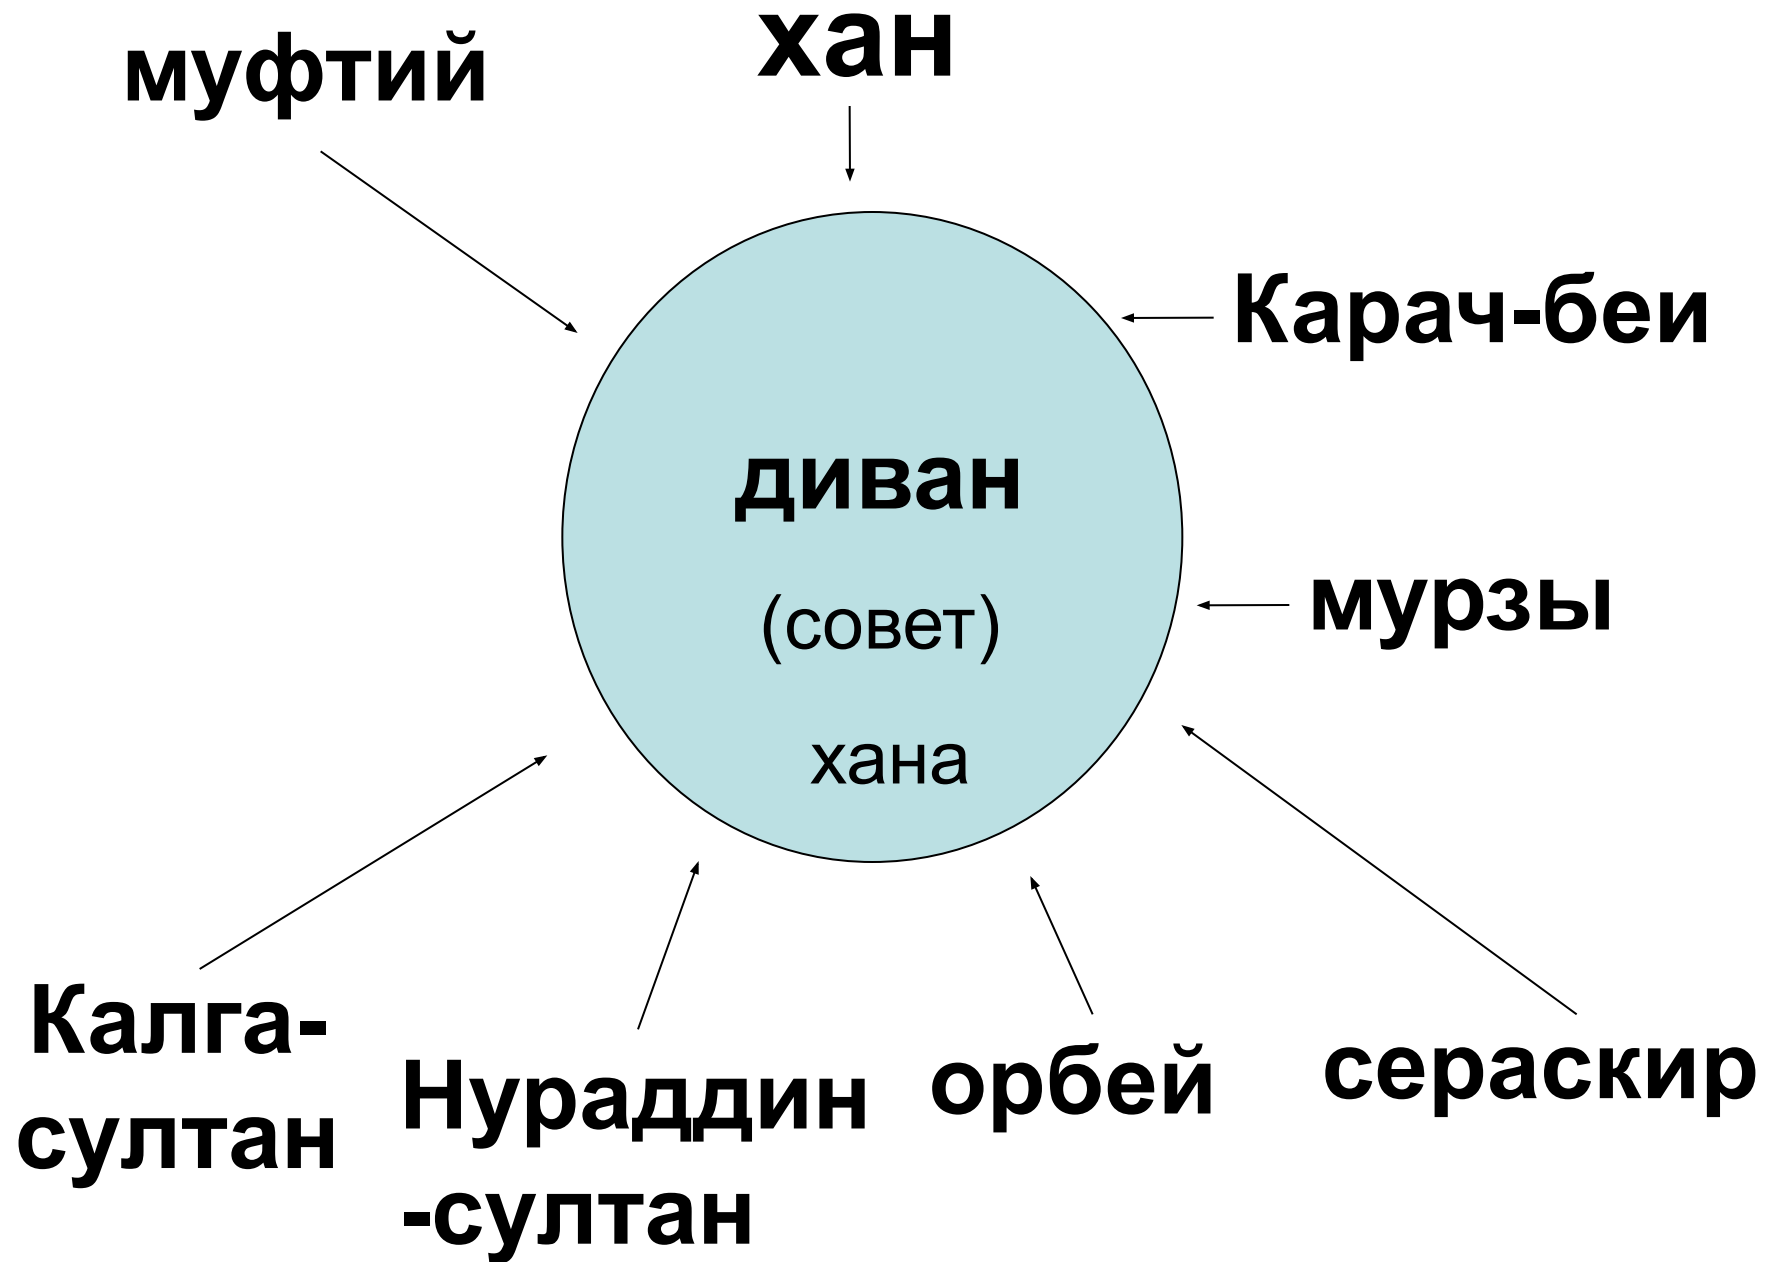 хан
муфтий
Карач-беи
диван
(совет)
хана
мурзы
Калга-
султан
Нураддин
-султан
орбей
сераскир